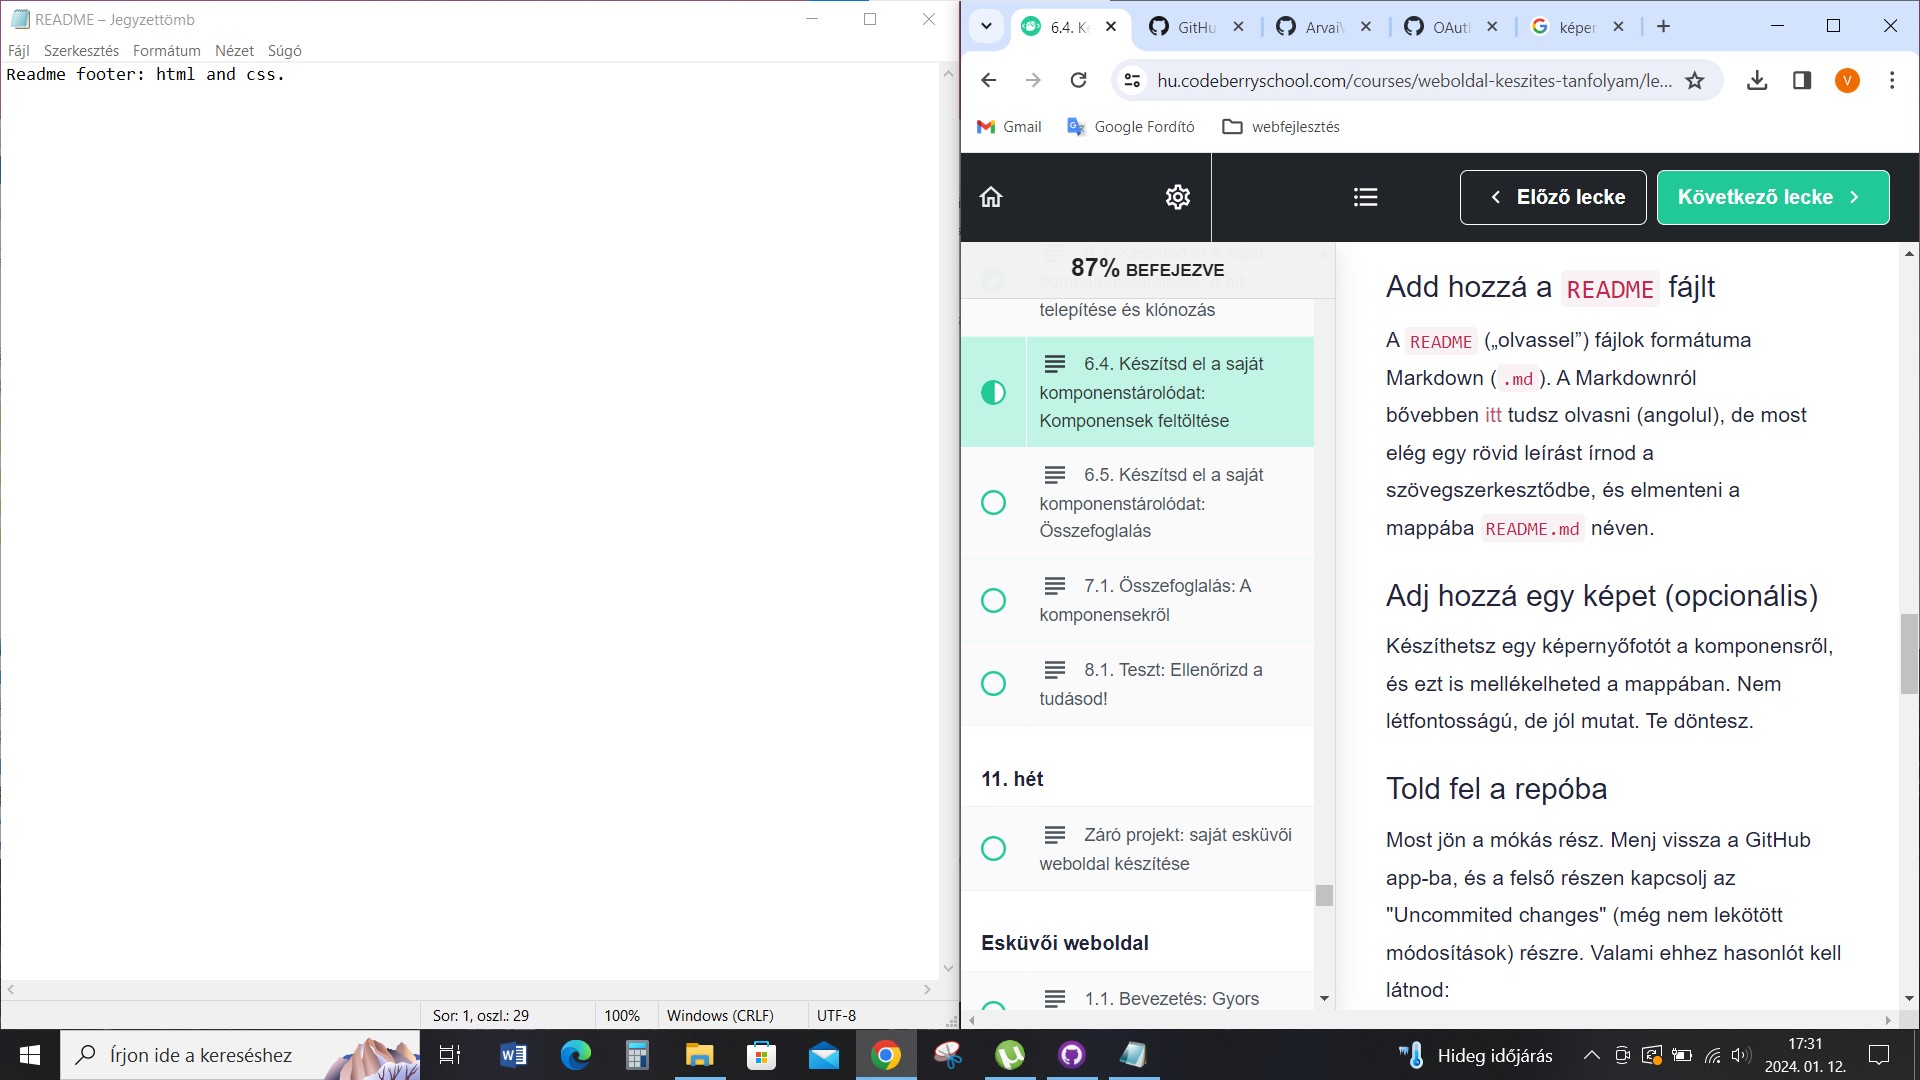 README – Jegyzettömb
Fájl Szerkesztés Formátum Nézet Súgó
Readme footer: html and css.
Sor: 1, oszl.: 29 100% Windows (CRLF) UTF-8
6.4. Ké GitHu Arvai OAut képer
hu.codeberryschool.com/courses/weboldal-keszites-tanfolyam/le...
V
Gmail Google Fordító webfejlesztés
Előző lecke Következő lecke
87% BEFEJEZVE
telepítése és klónozás
6.4. Készítsd el a saját
komponenstárolódat:
Komponensek feltöltése
6.5. Készítsd el a saját
komponenstárolódat:
Összefoglalás
7.1. Összefoglalás: A
komponensekről
8.1. Teszt: Ellenőrizd a
tudásod!
11. hét
Záró projekt: saját esküvői
weboldal készítése
Esküvői weboldal
1.1. Bevezetés: Gyors
Add hozzá a README fájlt
A README („olvassel”) fájlok formátuma
Markdown ( .md ). A Markdownról
bővebben itt tudsz olvasni (angolul), de most
elég egy rövid leírást írnod a
szövegszerkesztődbe, és elmenteni a
mappába README.md néven.
Adj hozzá egy képet (opcionális)
Készíthetsz egy képernyőfotót a komponensről,
és ezt is mellékelheted a mappában. Nem
létfontosságú, de jól mutat. Te döntesz.
Told fel a repóba
Most jön a mókás rész. Menj vissza a GitHub
app-ba, és a felső részen kapcsolj az
"Uncommited changes" (még nem lekötött
módosítások) részre. Valami ehhez hasonlót kell
látnod:
Írjon ide a kereséshez
Hideg időjárás
17:31
2024. 01. 12.